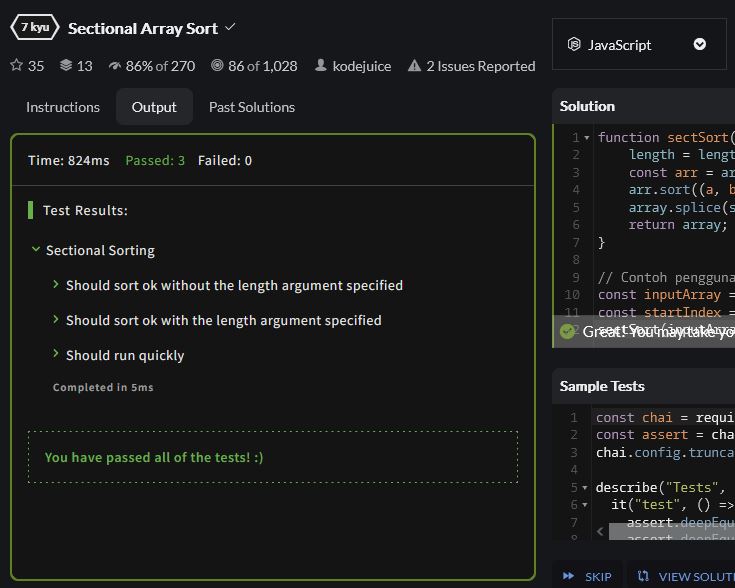 7 kyu Sectional Array Sort
35 13 86% of 270 86 of 1,028 kodejuice 2 Issues Reported
Instructions Output Past Solutions
Time: 824ms Passed: 3 Failed: 0
Test Results:
Sectional Sorting
Should sort ok without the length argument specified
Should sort ok with the length argument specified
Should run quickly
Completed in 5ms
You have passed all of the tests! :)
JavaScript
Solution
1 function sectSort(
2 length = lengt
3 const arr = ar
4 arr.sort((a, b
5 array.splice(s
6 return array;
7 }
8
9 // Contoh pengguna
10 const inputArray =
11 const startIndex =
Great! You may take yo
Sample Tests
1 const chai = requi
2 const assert = cha
3 chai.config.trunca
4
5 describe("Tests",
6 it("test", () =>
7 assert.deepEqu
8 assert.deepEqu
SKIP VIEW SOLUT